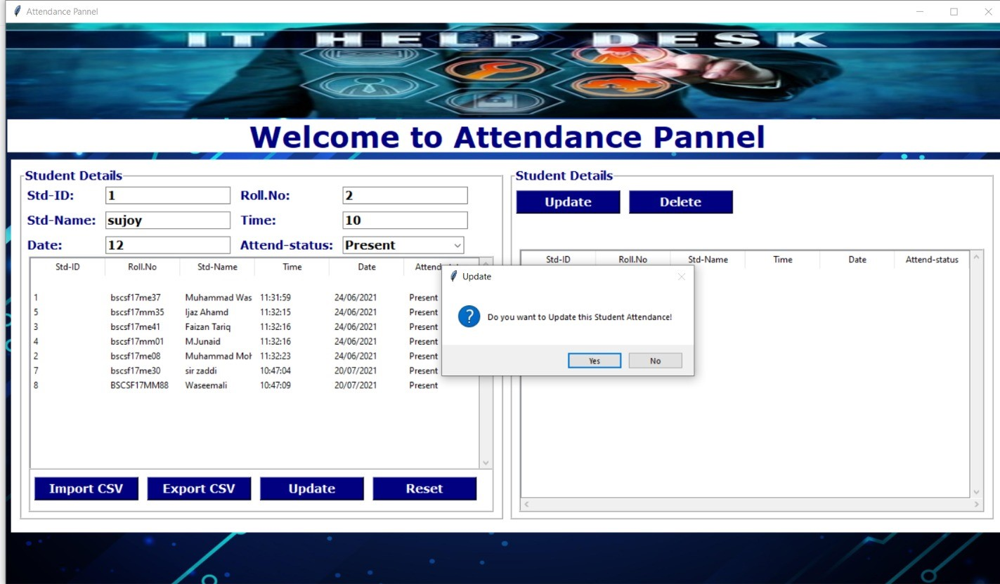 Attendance Pannel
IT HELP DESK
Welcome to Attendance Pannel
Student Details
Std-ID: 1 Roll.No: 2
Std-Name: sujoy Time: 10
Date: 12 Attend-status: Present
Std-ID Roll.No Std-Name Time Date Attend
1 bscsf17me37 Muhammad Was 11:31:59 24/06/2021 Present
5 bscsf17mm35 Ijaz Ahamd 11:32:15 24/06/2021 Present
3 bscsf17me41 Faizan Tariq 11:32:16 24/06/2021 Present
4 bscsf17mm01 M.Junaid 11:32:16 24/06/2021 Present
2 bscsf17me08 Muhammad Moh 11:32:23 24/06/2021 Present
7 bscsf17me30 sir zaddi 10:47:04 20/07/2021 Present
8 BSCSF17MM88 Waseemali 10:47:09 20/07/2021 Present
Import CSV Export CSV Update Reset
Student Details
Update Delete
Std-ID Roll.No Std-Name Time Date Attend-status
Update
Do you want to Update this Student Attendance!
Yes No